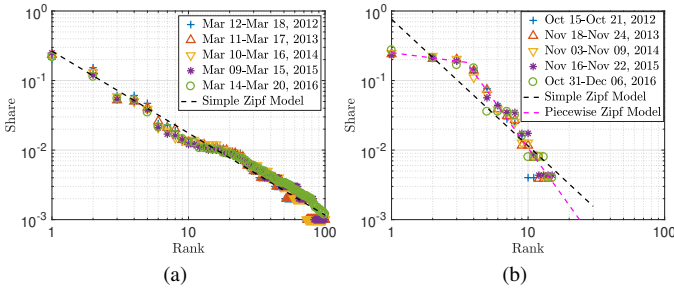 10^0
10^-1
10^-2
10^-3
Share
1
10
100
Rank
Mar 12-Mar 18, 2012
Mar 11-Mar 17, 2013
Mar 10-Mar 16, 2014
Mar 09-Mar 15, 2015
Mar 14-Mar 20, 2016
Simple Zipf Model
(a)
10^0
10^-1
10^-2
10^-3
Share
1
10
100
Rank
Oct 15-Oct 21, 2012
Nov 18-Nov 24, 2013
Nov 03-Nov 09, 2014
Nov 16-Nov 22, 2015
Oct 31-Dec 06, 2016
Simple Zipf Model
Piecewise Zipf Model
(b)